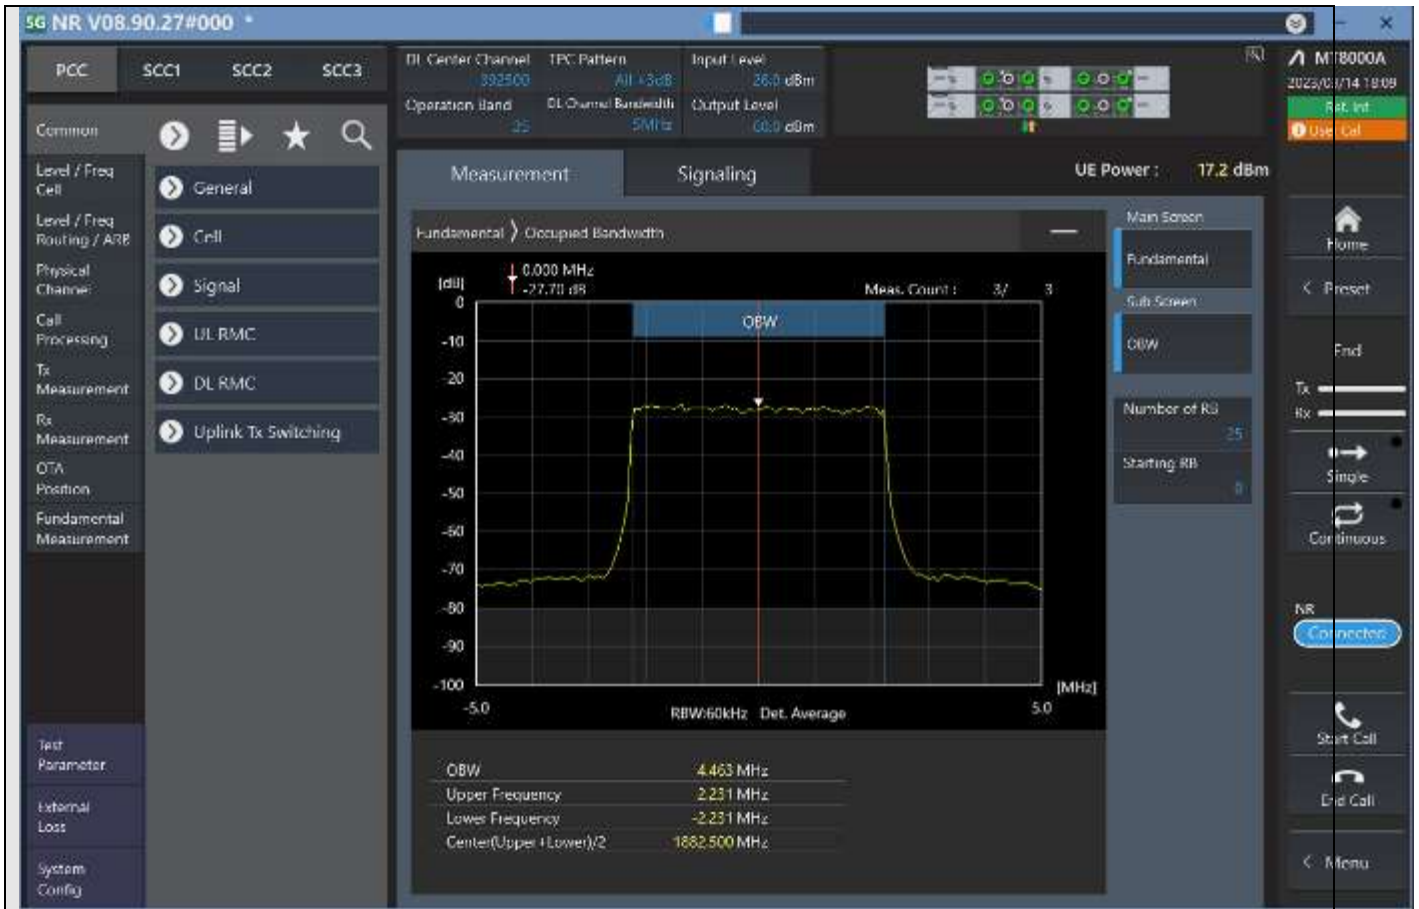 5G NR V08.90.27#000 *
PCC SCC1 SCC2 SCC3
DL Center Channel
392500
TPC Pattern
All +3dB
Input Level
26.0 dBm
Operation Band
25
DL Channel Bandwidth
5MHz
Output Level
60.0 dBm
MT8000A
2023/03/14 18:09
Ref. Int
User Cal
Common
Level / Freq
Cell
Level / Freq
Routing / ARB
Physical
Channel
Call
Processing
Tx
Measurement
Rx
Measurement
OTA
Position
Fundamental
Measurement
Test
Parameter
External
Loss
System
Config
General
Cell
Signal
UL RMC
DL RMC
Uplink Tx Switching
Measurement Signaling
UE Power : 17.2 dBm
Fundamental > Occupied Bandwidth
[dB]
0.000 MHz
-27.70 dB
Meas. Count : 3/ 3
OBW
0
-10
-20
-30
-40
-50
-60
-70
-80
-90
-100
-5.0
RBW:60kHz Det. Average
5.0
[MHz]
OBW 4.463 MHz
Upper Frequency 2.231 MHz
Lower Frequency -2.231 MHz
Center(Upper+Lower)/2 1882.500 MHz
Main Screen
Fundamental
Sub Screen
OBW
Number of RB
25
Starting RB
0
Home
< Preset
End
Tx
Rx
Single
Continuous
NR
Connected
Start Call
End Call
< Menu